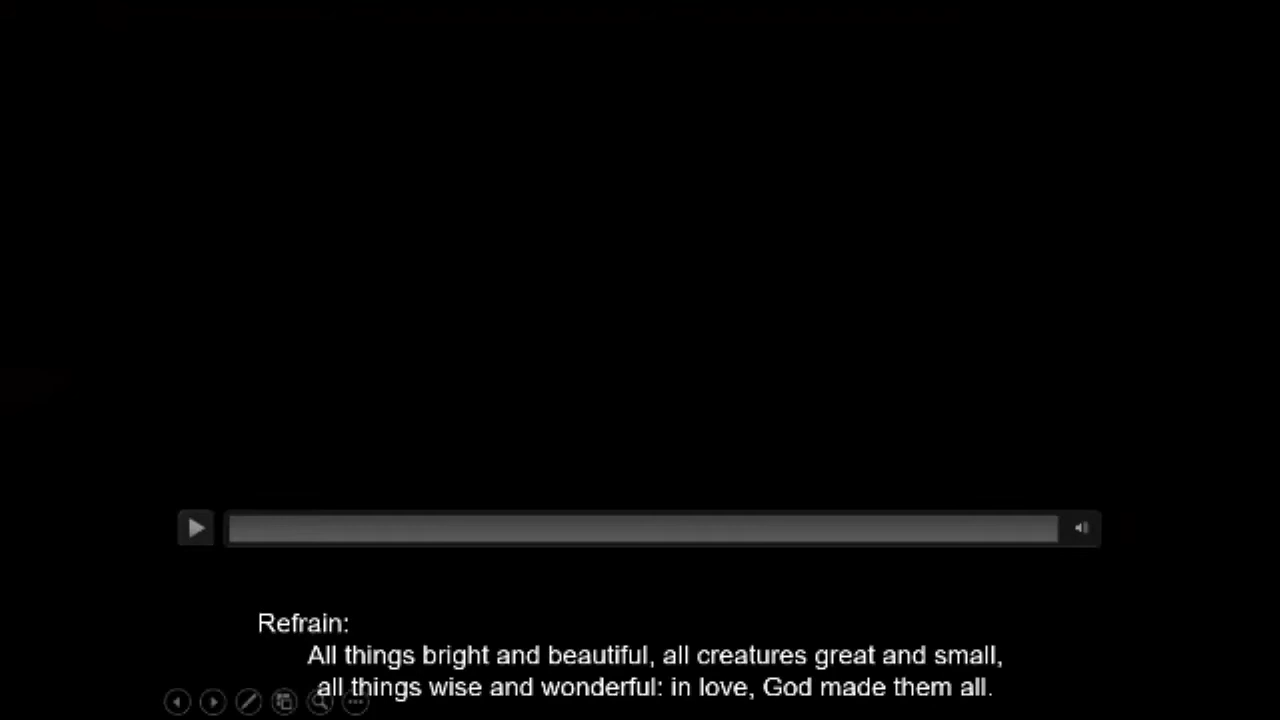 Refrain:
All things bright and beautiful, all creatures great and small,
all things wise and wonderful: in love, God made them all.